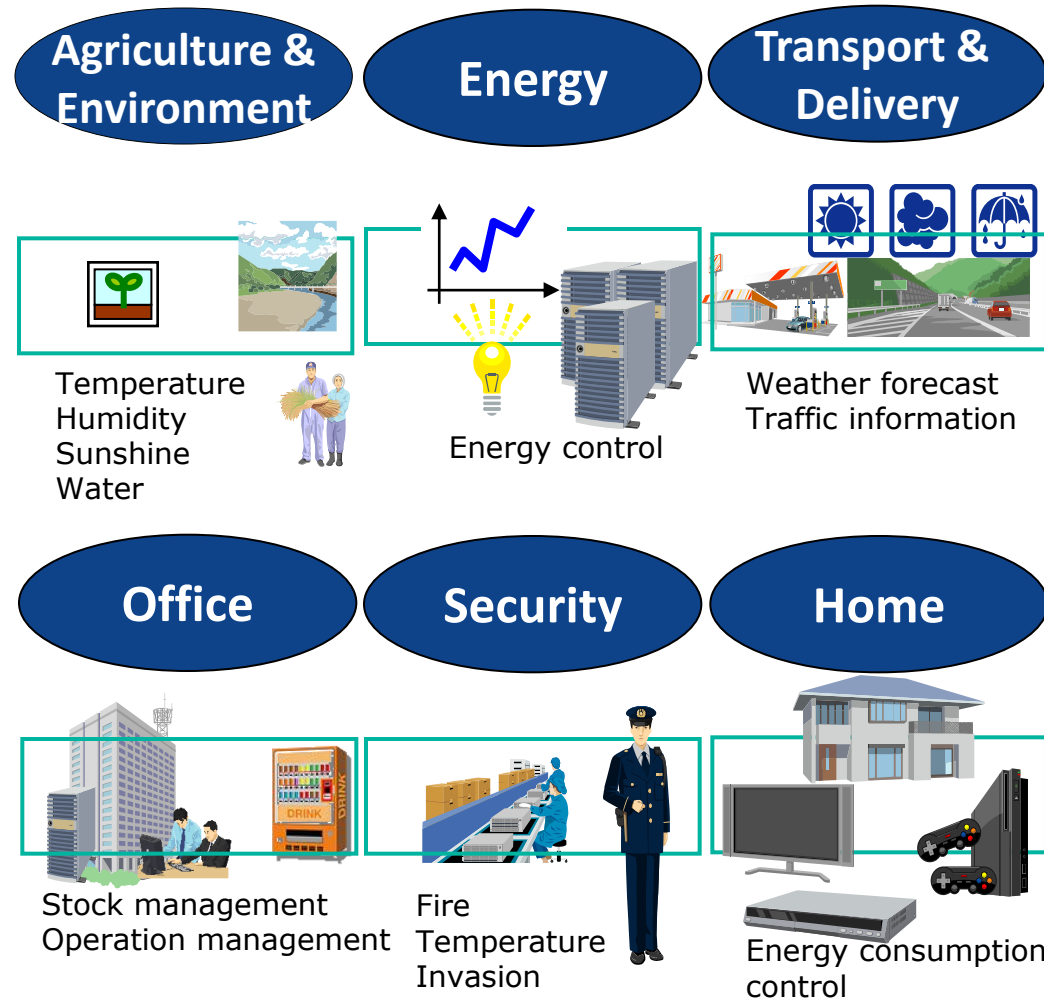 Agriculture &
Environment
Energy
Transport &
Delivery
Temperature
Humidity
Sunshine
Water
Energy control
Weather forecast
Traffic information
Office
Security
Home
DRINK
DRINK
Stock management
Operation management
Fire
Temperature
Invasion
Energy consumption
control